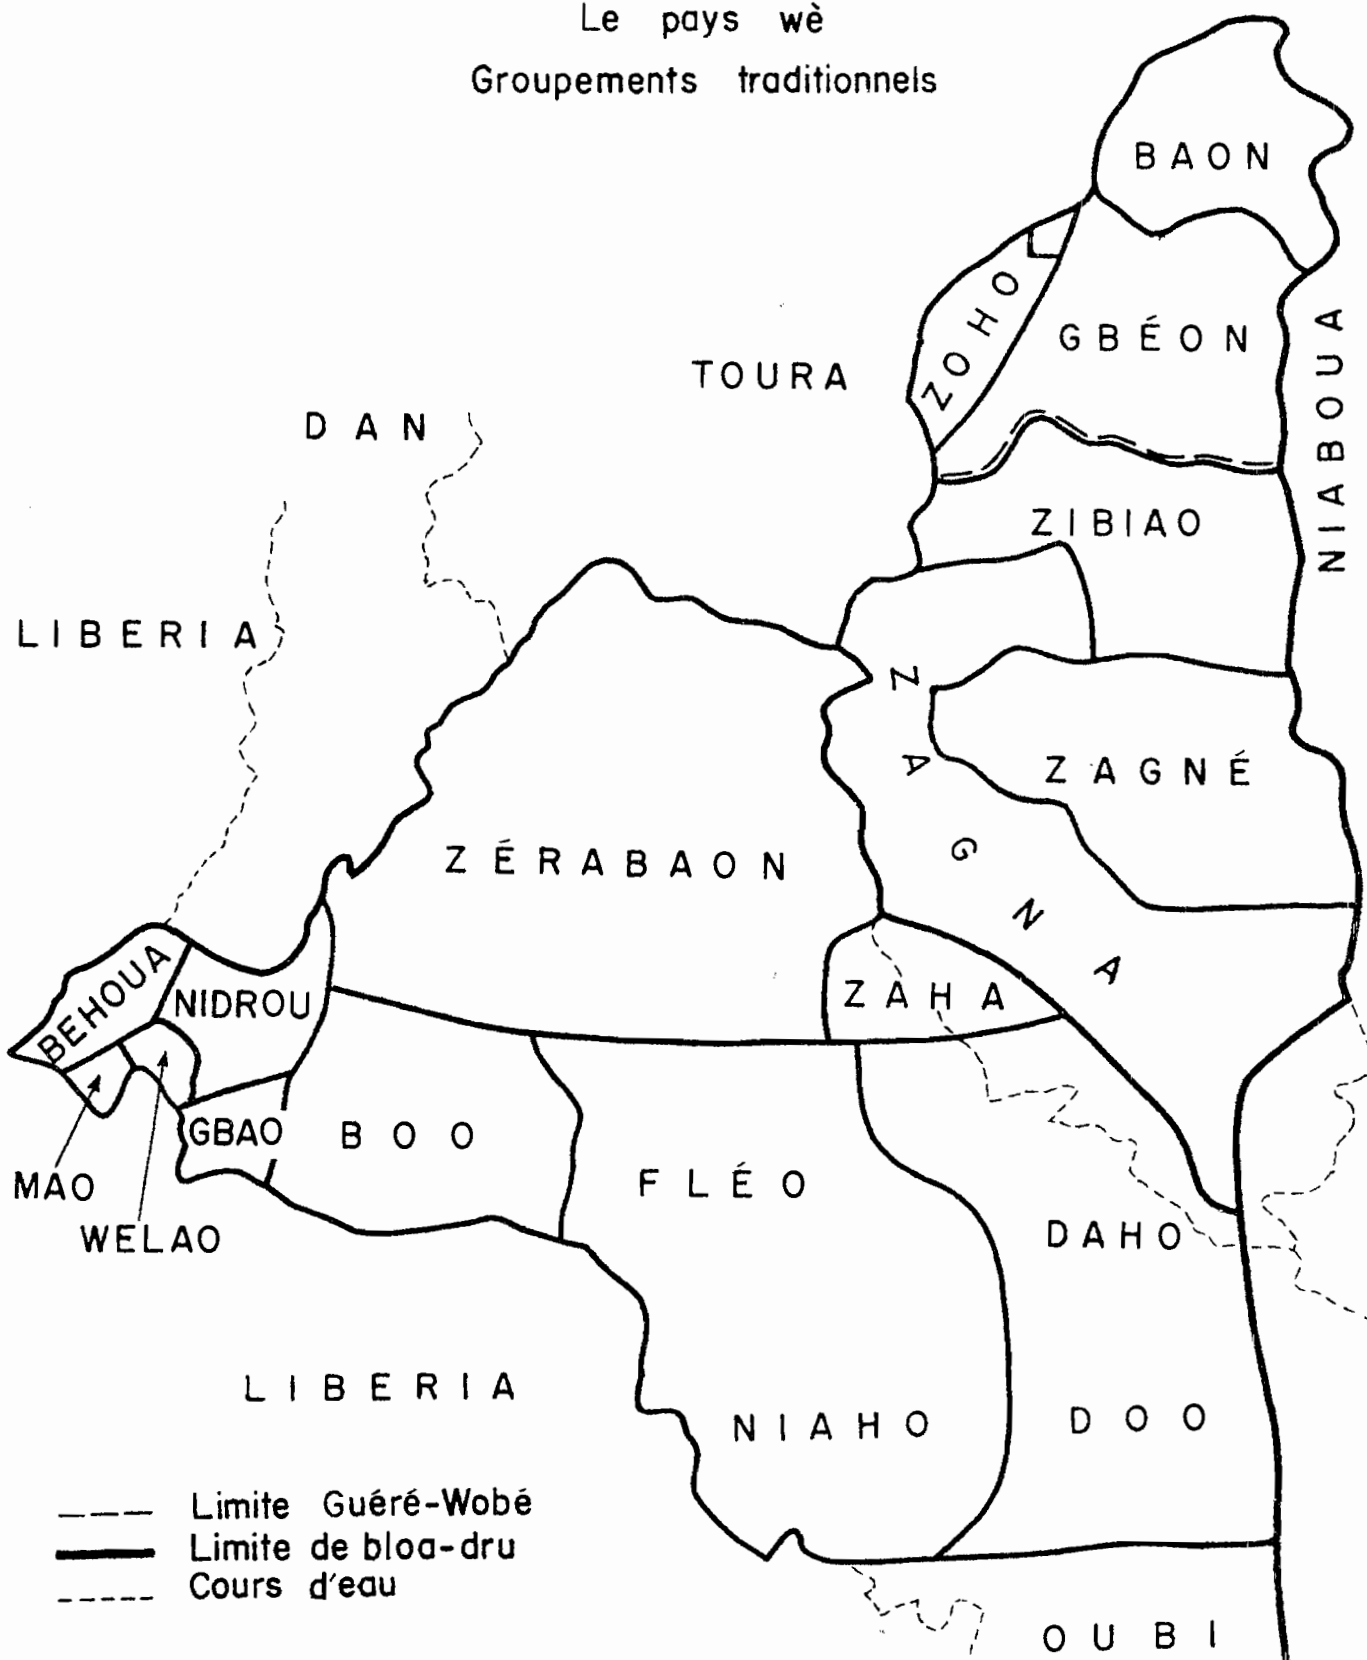 Le pays wè
Groupements traditionnels
BAON
ZOHO
GBÉON
NIABOUA
TOURA
DAN
ZIBIAO
LIBERIA
ZAGNA
ZAGNÉ
ZÉRABAON
BEHOUA
NIDROU
ZAHA
GBAO
BOO
MAO
FLÉO
WELAO
DAHO
LIBERIA
NIAHO
DOO
Limite Guéré-Wobé
Limite de bloa-dru
Cours d'eau
OUBI